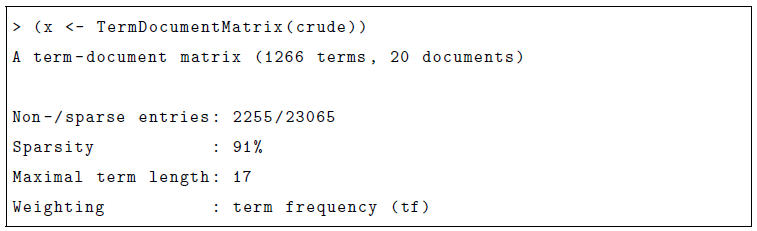 > (x <- TermDocumentMatrix(crude))
A term-document matrix (1266 terms, 20 documents)
Non-/sparse entries: 2255/23065
Sparsity           : 91%
Maximal term length: 17
Weighting          : term frequency (tf)